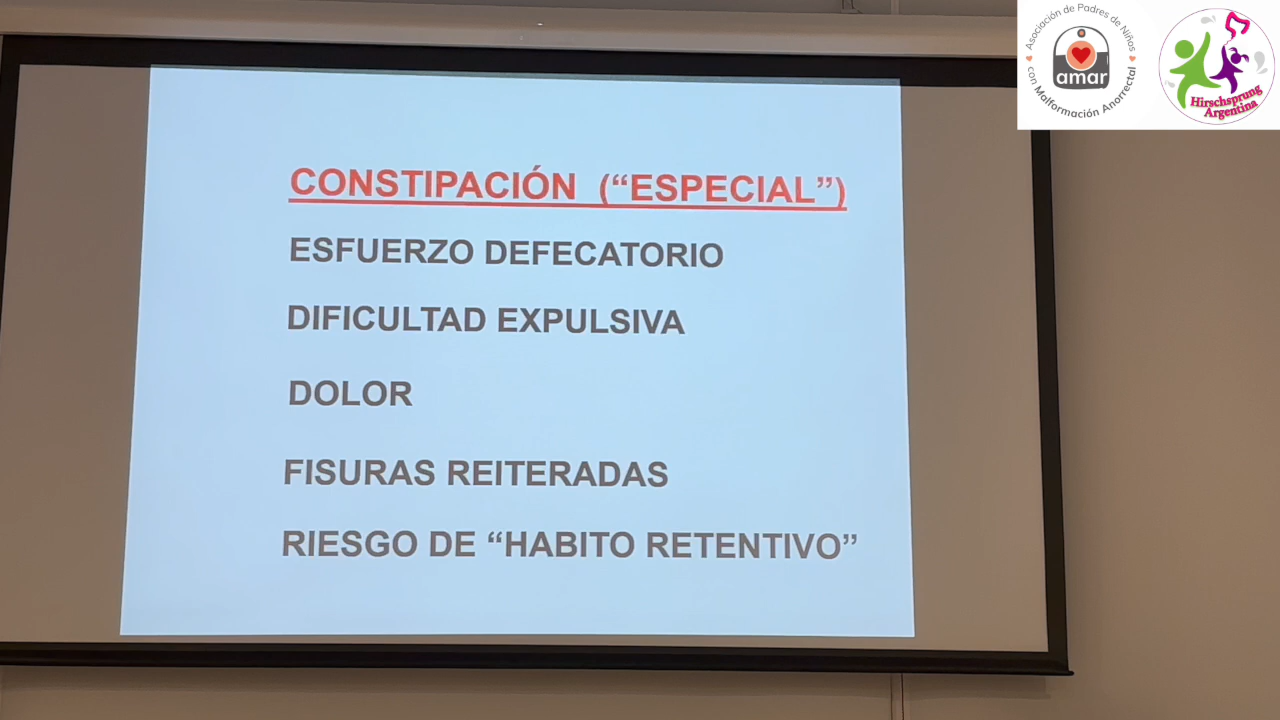 CONSTIPACIÓN (“ESPECIAL”)
ESFUERZO DEFECATORIO
DIFICULTAD EXPULSIVA
DOLOR
FISURAS REITERADAS
RIESGO DE “HABITO RETENTIVO”
Asociación de Padres de Niños
con Malformación Anorrectal
amar
Hirschsprung
Argentina